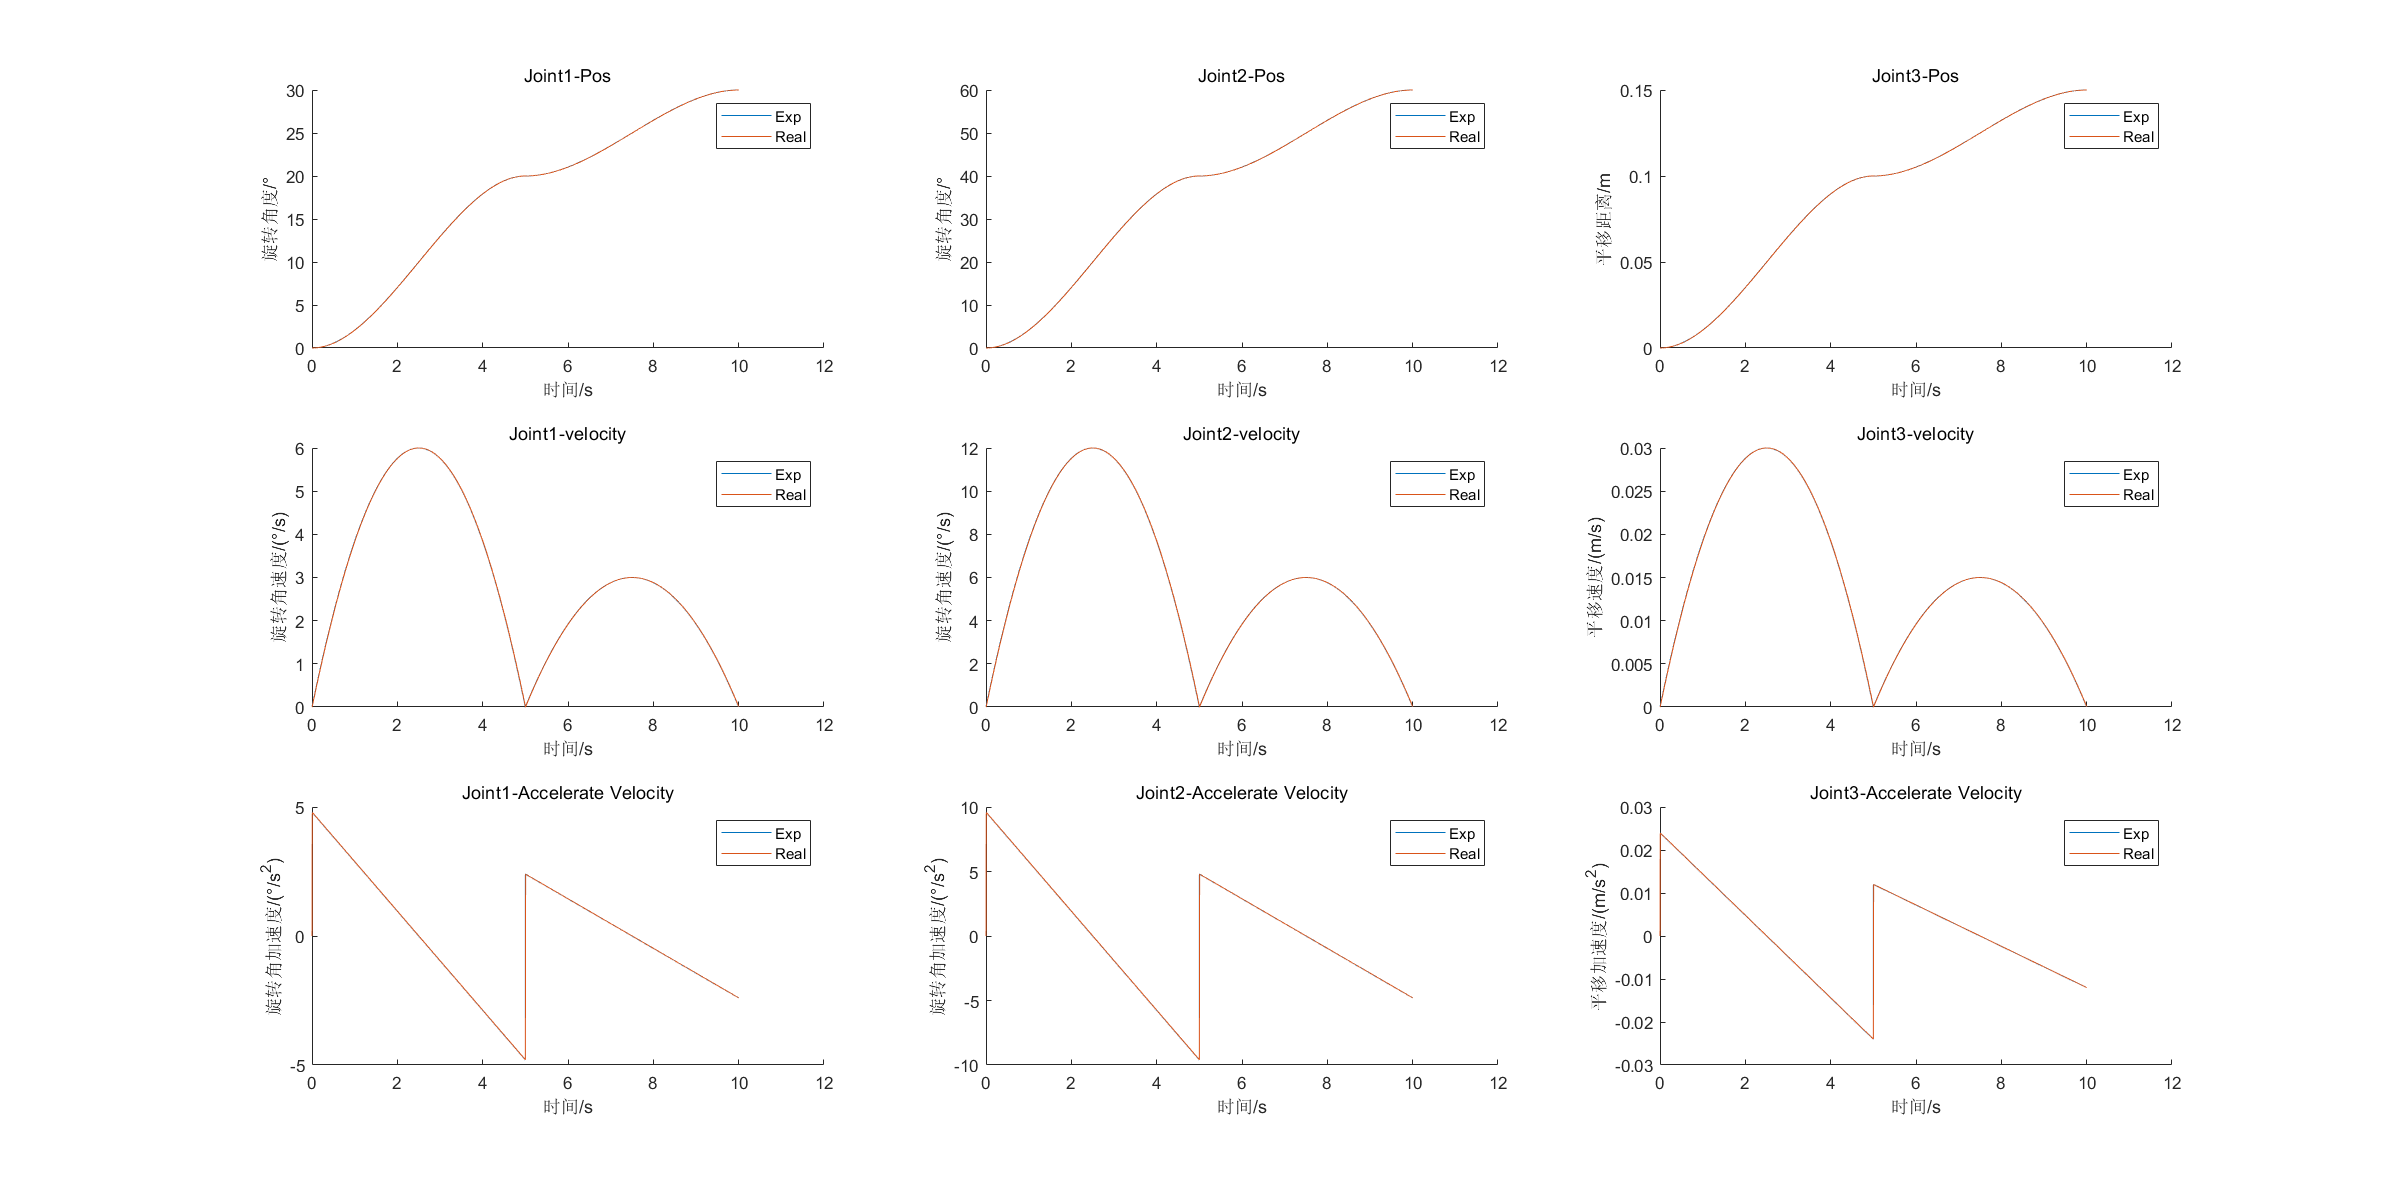 Joint1-Pos
30
25
20
15
10
5
0
旋转角度/°
Exp
Real
0 2 4 6 8 10 12
时间/s
Joint2-Pos
60
50
40
30
20
10
0
旋转角度/°
Exp
Real
0 2 4 6 8 10 12
时间/s
Joint3-Pos
0.15
0.1
0.05
0
平移距离/m
Exp
Real
0 2 4 6 8 10 12
时间/s
Joint1-velocity
6
5
4
3
2
1
0
旋转角速度/(°/s)
Exp
Real
0 2 4 6 8 10 12
时间/s
Joint2-velocity
12
10
8
6
4
2
0
旋转角速度/(°/s)
Exp
Real
0 2 4 6 8 10 12
时间/s
Joint3-velocity
0.03
0.025
0.02
0.015
0.01
0.005
0
平移速度/(m/s)
Exp
Real
0 2 4 6 8 10 12
时间/s
Joint1-Accelerate Velocity
5
0
-5
旋转角加速度/(°/s²)
Exp
Real
0 2 4 6 8 10 12
时间/s
Joint2-Accelerate Velocity
10
5
0
-5
-10
旋转角加速度/(°/s²)
Exp
Real
0 2 4 6 8 10 12
时间/s
Joint3-Accelerate Velocity
0.03
0.02
0.01
0
-0.01
-0.02
-0.03
平移加速度/(m/s²)
Exp
Real
0 2 4 6 8 10 12
时间/s